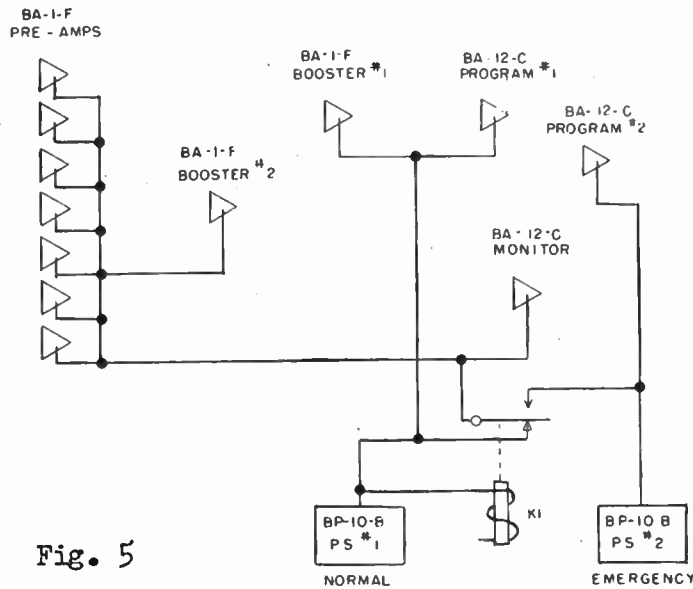 BA-1-F
PRE-AMPS
BA-1-F
BOOSTER #1
BA-12-C
PROGRAM #1
BA-12-C
PROGRAM #2
BA-1-F
BOOSTER #2
BA-12-C
MONITOR
K1
BP-10-B
PS #1
NORMAL
BP-10 B
PS #2
EMERGENCY
Fig. 5